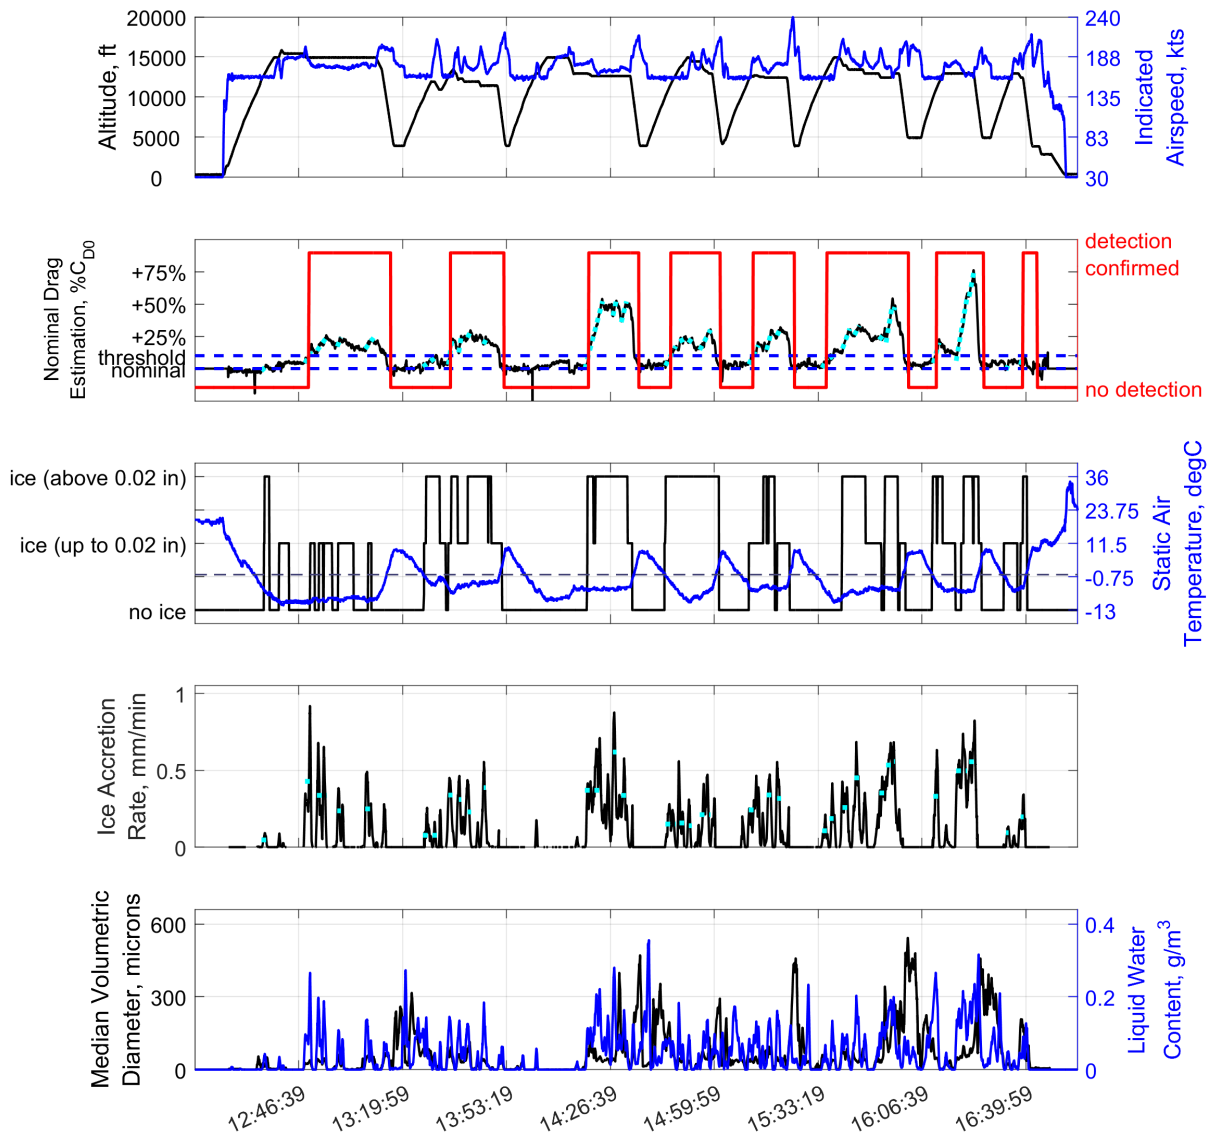 20000
15000
10000
5000
0
Altitude, ft
240
188
135
83
30
Indicated
Airspeed, kts
+75%
+50%
+25%
threshold
nominal
Nominal Drag
Estimation, %C_D0
detection
confirmed
no detection
ice (above 0.02 in)
ice (up to 0.02 in)
no ice
36
23.75
11.5
-0.75
-13
Static Air
Temperature, degC
1
0.5
0
Ice Accretion
Rate, mm/min
600
300
0
Median Volumetric
Diameter, microns
0.4
0.2
0
Liquid Water
Content, g/m³
12:46:39
13:19:59
13:53:19
14:26:39
14:59:59
15:33:19
16:06:39
16:39:59